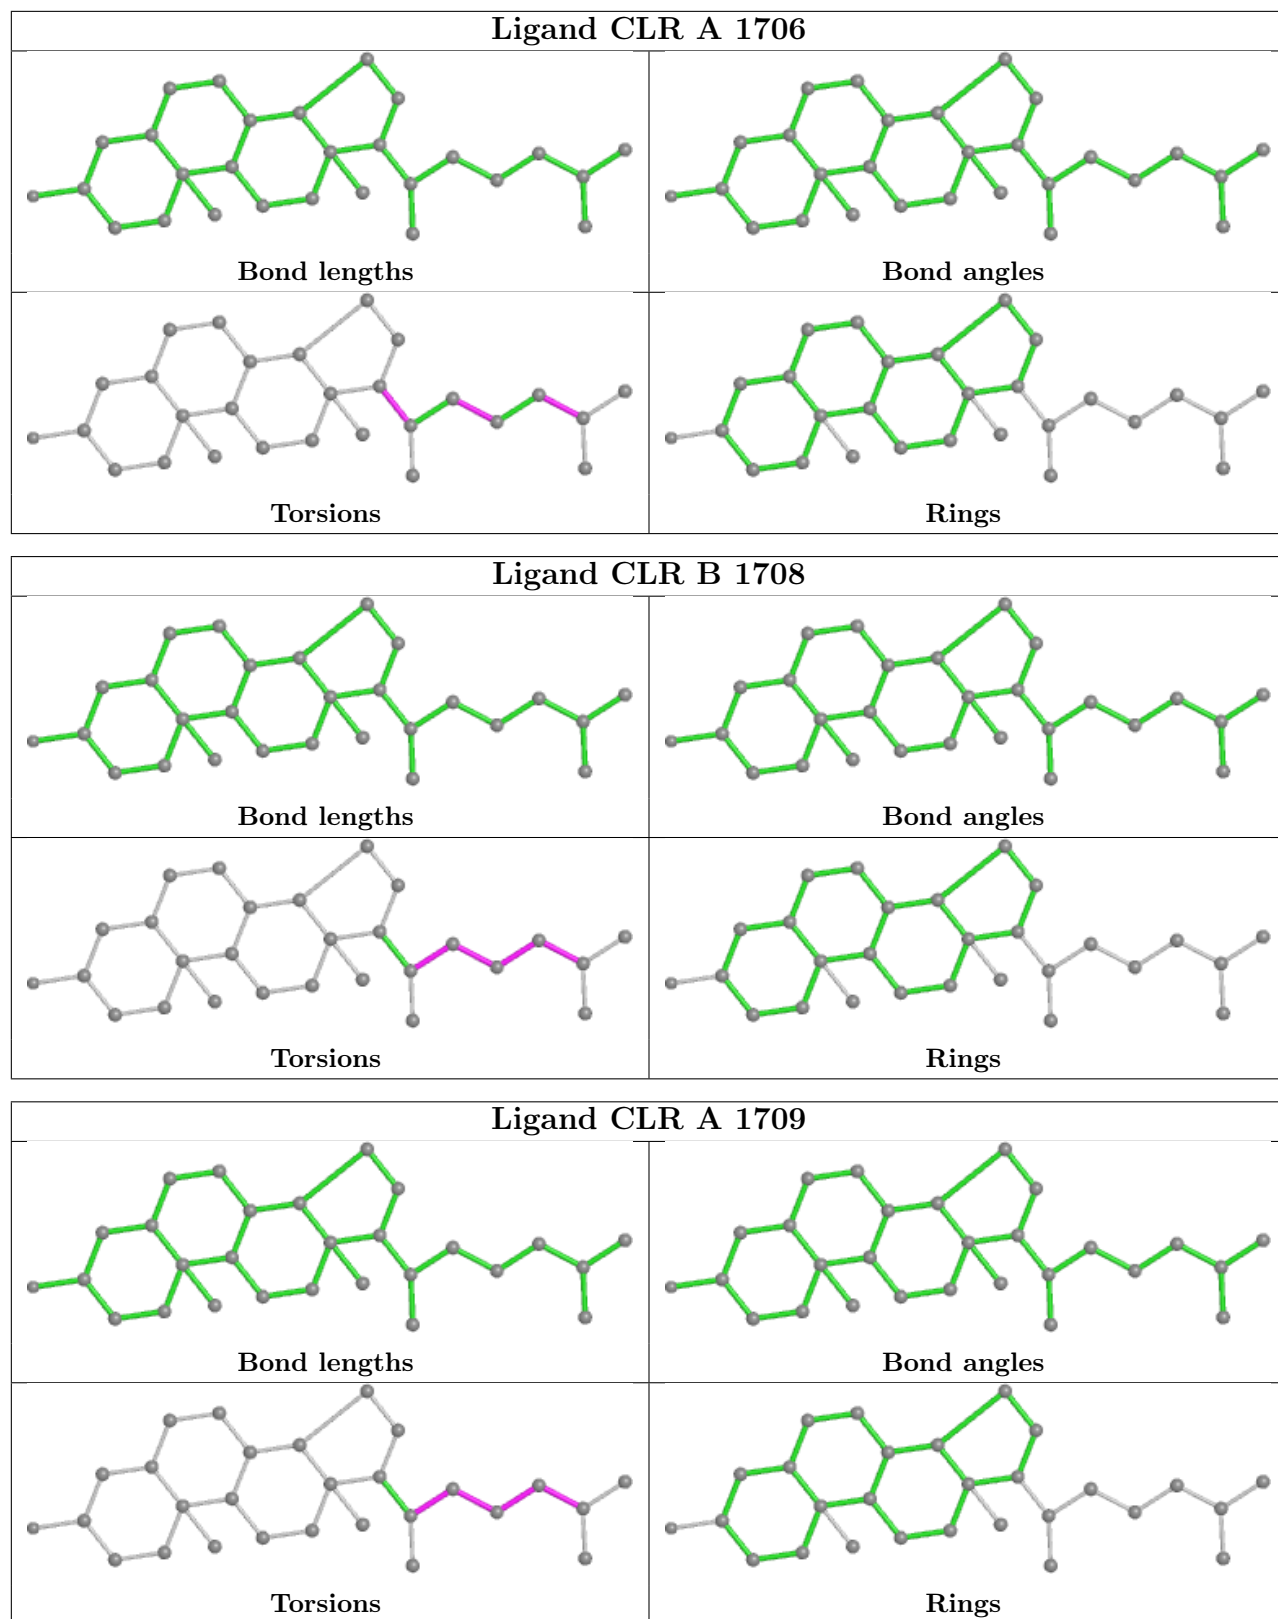 Ligand CLR A 1706
Bond lengths
Bond angles
Torsions
Rings
Ligand CLR B 1708
Bond lengths
Bond angles
Torsions
Rings
Ligand CLR A 1709
Bond lengths
Bond angles
Torsions
Rings